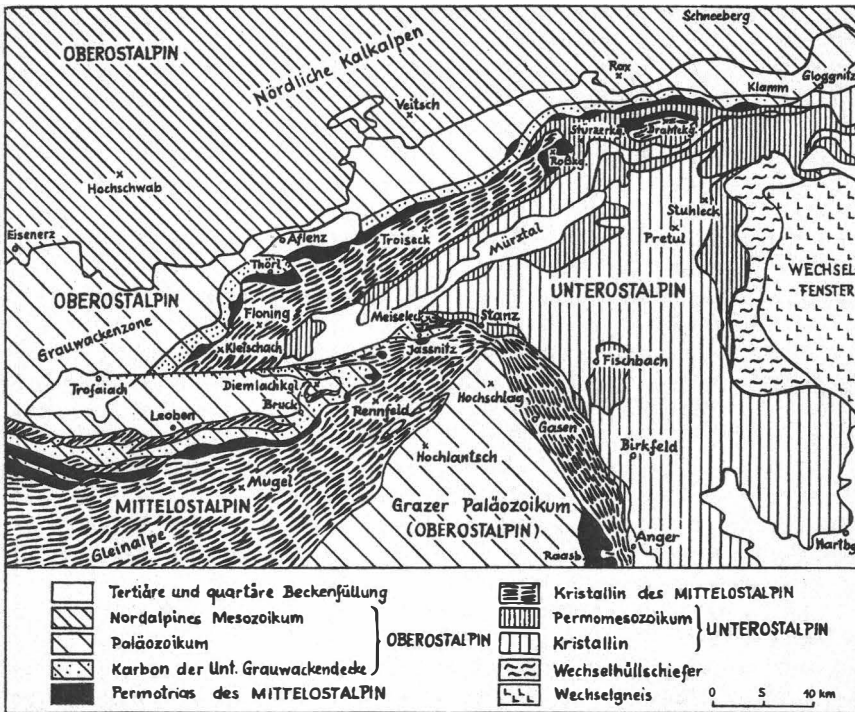 Schneeberg
OBEROSTALPIN
Nördliche Kalkalpen
Rax
Gloggnitz
Klamm
Veitsch
Stürzerkg.
Drahtekg.
Roßkg.
Hochschwab
Stuhleck
Eisenerz
Aflenz
Troiseck
Mürztal
Pretul
Thörl
WECHSEL
-FENSTER
OBEROSTALPIN
UNTEROSTALPIN
Grauwackenzone
Floning
Meiseleck
Stanz
Kletschach
Jassnitz
Fischbach
Trofaiach
Diemlachkgl.
Hochschlag
Bruck
Rennfeld
Leoben
Gasen
Birkfeld
Hochlantsch
Mugel
MITTELOSTALPIN
Grazer Paläozoikum
(OBEROSTALPIN)
Gleinalpe
Anger
Raasb.
Hartbg
Tertiäre und quartäre Beckenfüllung
Nordalpines Mesozoikum
Paläozoikum
OBEROSTALPIN
Karbon der Unt. Grauwackendecke
Permotrias des MITTELOSTALPIN
Kristallin des MITTELOSTALPIN
Permomesozoikum
UNTEROSTALPIN
Kristallin
Wechselhüllschiefer
Wechselgneis
0 5 10 km